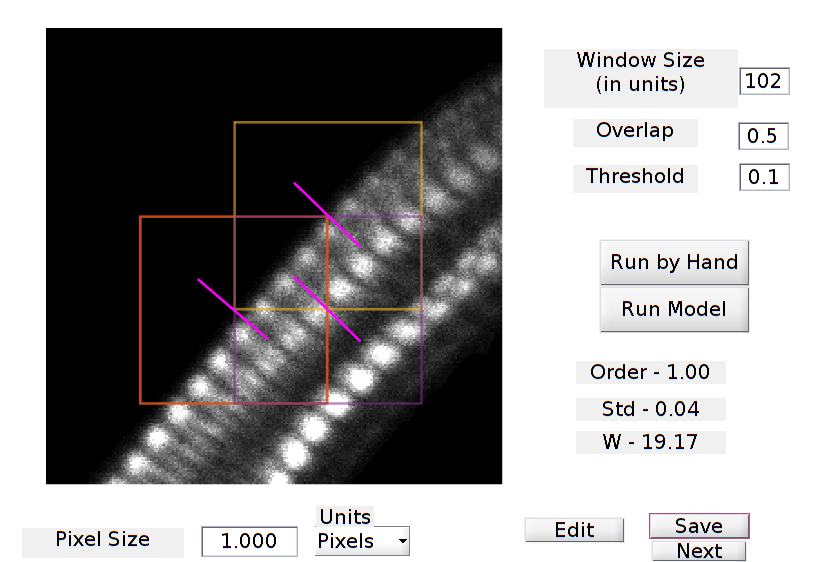 Window Size
(in units)
102
Overlap
0.5
Threshold
0.1
Run by Hand
Run Model
Order - 1.00
Std - 0.04
W - 19.17
Units
Pixel Size
1.000
Pixels
Edit
Save
Next